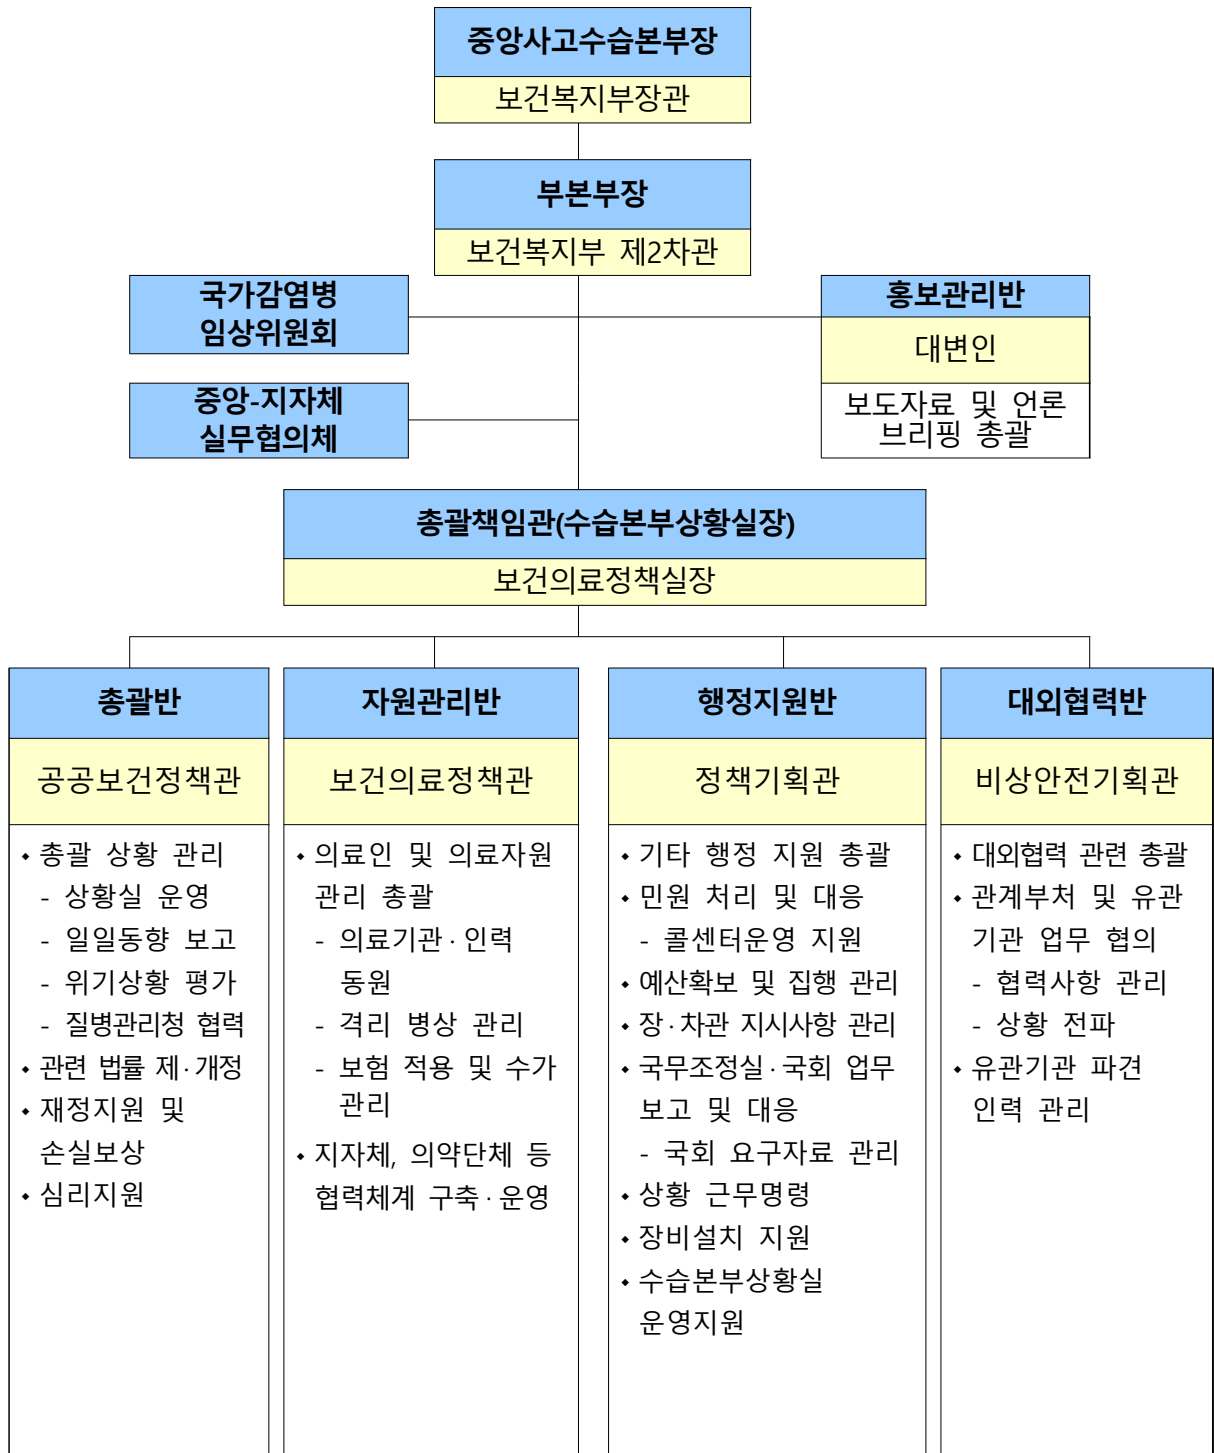 중앙사고수습본부장
보건복지부장관
부본부장
보건복지부 제2차관
국가감염병
임상위원회
홍보관리반
대변인
보도자료 및 언론
브리핑 총괄
중앙-지자체
실무협의체
총괄책임관(수습본부상황실장)
보건의료정책실장
총괄반
공공보건정책관
• 총괄 상황 관리
- 상황실 운영
- 일일동향 보고
- 위기상황 평가
- 질병관리청 협력
• 관련 법률 제·개정
• 재정지원 및
손실보상
• 심리지원
자원관리반
보건의료정책관
• 의료인 및 의료자원
관리 총괄
- 의료기관·인력
동원
- 격리 병상 관리
- 보험 적용 및 수가
관리
• 지자체, 의약단체 등
협력체계 구축·운영
행정지원반
정책기획관
• 기타 행정 지원 총괄
• 민원 처리 및 대응
- 콜센터운영 지원
• 예산확보 및 집행 관리
• 장·차관 지시사항 관리
• 국무조정실·국회 업무
보고 및 대응
- 국회 요구자료 관리
• 상황 근무명령
• 장비설치 지원
• 수습본부상황실
운영지원
대외협력반
비상안전기획관
• 대외협력 관련 총괄
• 관계부처 및 유관
기관 업무 협의
- 협력사항 관리
- 상황 전파
• 유관기관 파견
인력 관리